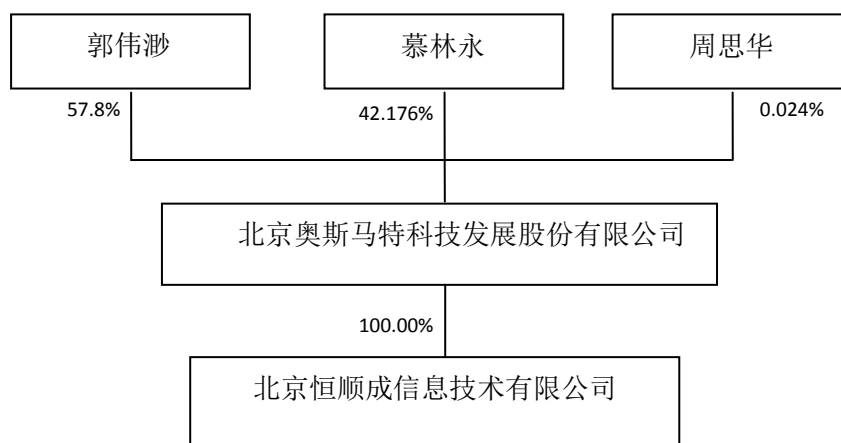 郭伟渺
慕林永
周思华
57.8%
42.176%
0.024%
北京奥斯马特科技发展股份有限公司
100.00%
北京恒顺成信息技术有限公司